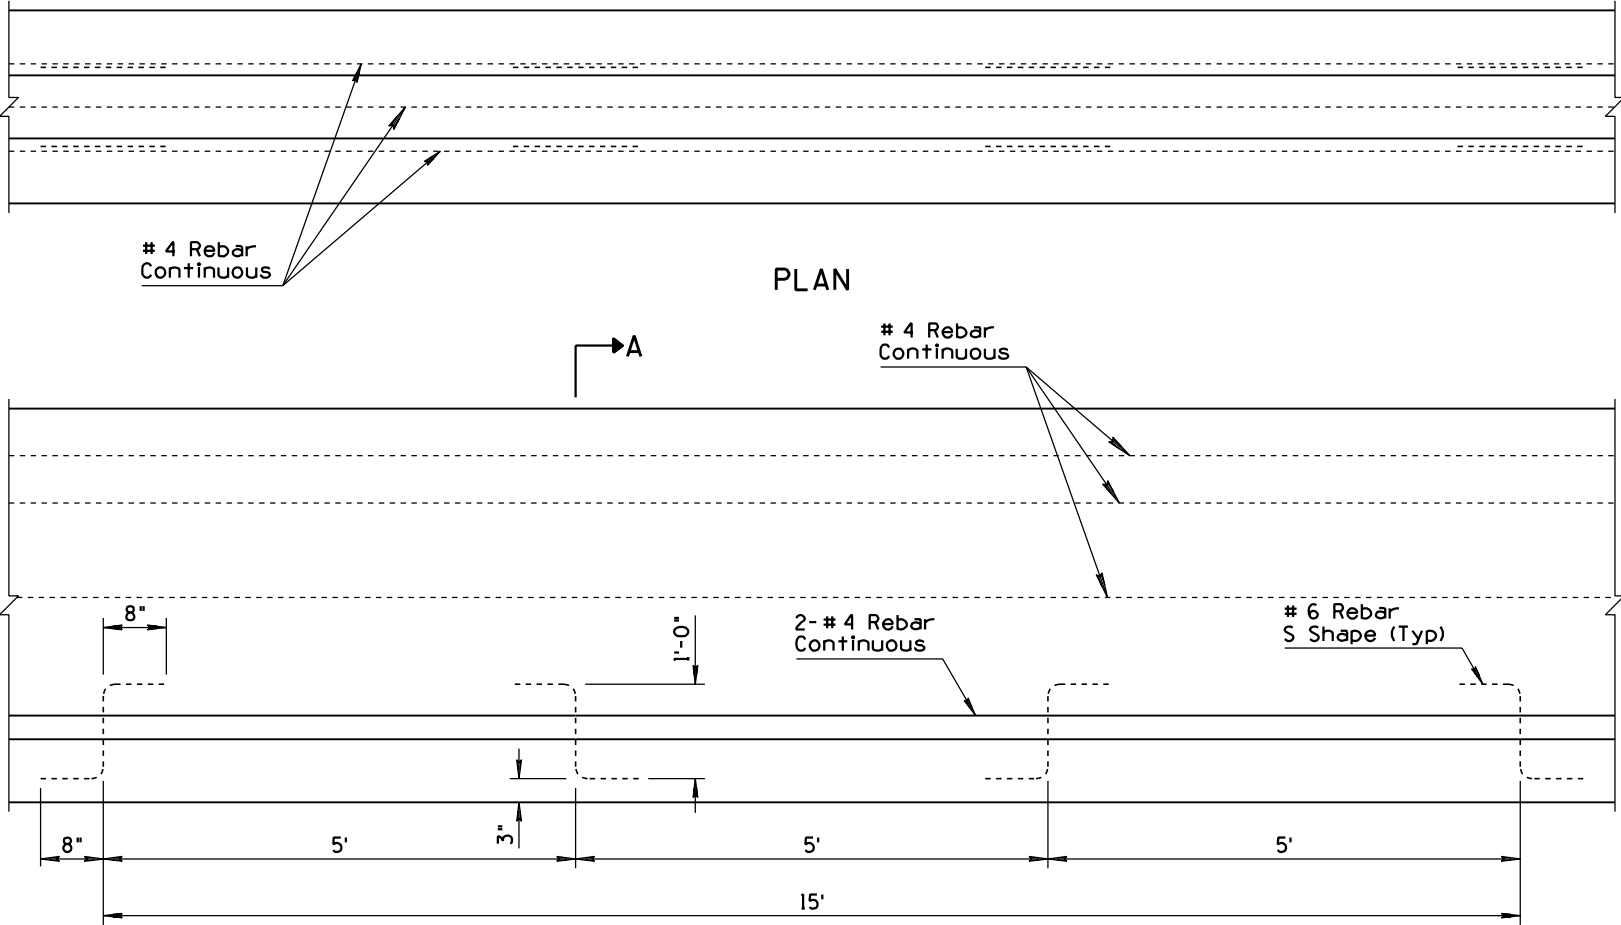 # 4 Rebar
Continuous
PLAN
# 4 Rebar
Continuous
A
8"
1'-0"
2-# 4 Rebar
Continuous
# 6 Rebar
S Shape (Typ)
3"
8"
5'
5'
5'
15'